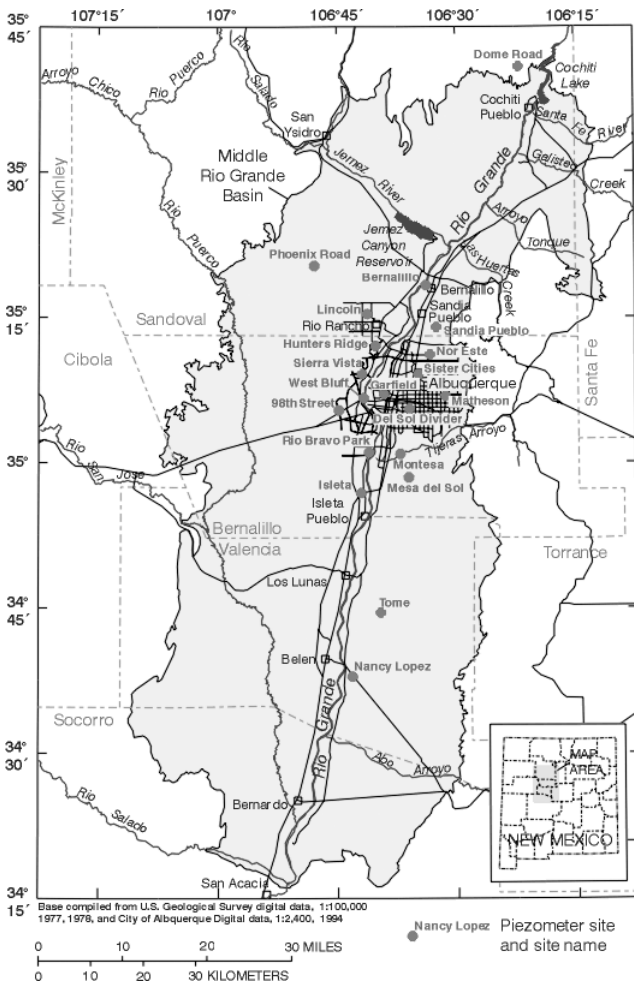 107°15´
107°
106°45´
106°30´
106°15´
35°
45´
Dome Road
Cochiti
Lake
Rio
Puerco
Arroyo
Chico
Rio
Salado
Cochiti
Pueblo
San
Ysidro
Santa
Fe
River
Galisteo
Creek
Middle
Rio Grande
Basin
Jemez
River
35°
30´
McKinley
Rio
Puerco
Rio
Grande
Arroyo
Tonque
Jemez
Canyon
Reservoir
Las Huertas
Creek
Phoenix Road
Bernalillo
Bernalillo
Sandia
Pueblo
35°
15´
Lincoln
Rio Rancho
Sandia Pueblo
Sandoval
Hunters Ridge
Nor Este
Cibola
Sierra Vista
Sister Cities
Santa Fe
West Bluff
Garfield
Albuquerque
98th Street
Matheson
Del Sol Divider
Rio Bravo Park
Tijeras Arroyo
35°
Rio
San
Jose
Montesa
Isleta
Mesa del Sol
Isleta
Pueblo
Bernalillo
Valencia
Torrance
Los Lunas
34°
45´
Tome
Belen
Nancy Lopez
Socorro
Rio Grande
Abo
Arroyo
34°
30´
MAP
AREA
Bernardo
Rio
Salado
NEW MEXICO
San Acacia
34°
15´
Base compiled from U.S. Geological Survey digital data, 1:100,000
1977, 1978, and City of Albquerque Digital data, 1:2,400, 1994
Nancy Lopez
Piezometer site
and site name
0 10 20 30 MILES
0 10 20 30 KILOMETERS